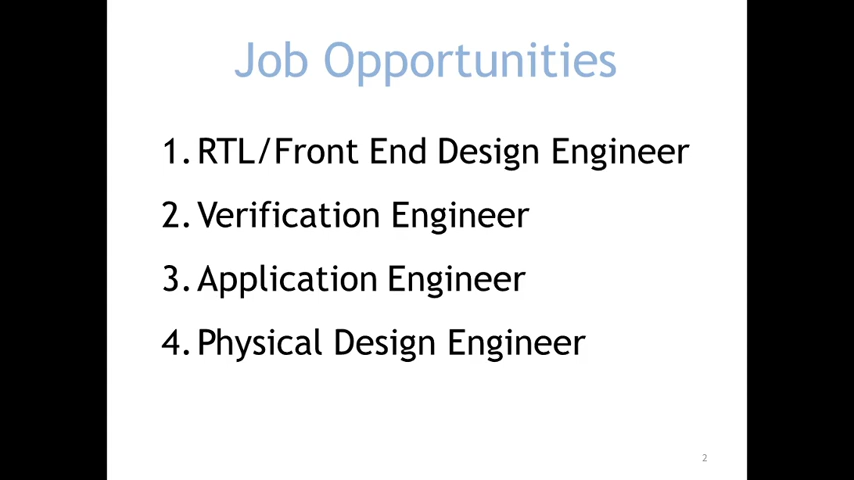 Job Opportunities
1. RTL/Front End Design Engineer
2. Verification Engineer
3. Application Engineer
4. Physical Design Engineer
2